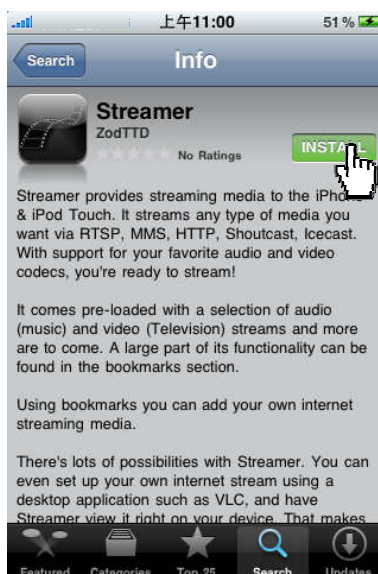 上午11:00
51 %
Search
Info
Streamer
ZodTTD
No Ratings
INSTALL
Streamer provides streaming media to the iPhone
& iPod Touch. It streams any type of media you
want via RTSP, MMS, HTTP, Shoutcast, Icecast.
With support for your favorite audio and video
codecs, you're ready to stream!
It comes pre-loaded with a selection of audio
(music) and video (Television) streams and more
are to come. A large part of its functionality can be
found in the bookmarks section.
Using bookmarks you can add your own internet
streaming media.
There's lots of possibilities with Streamer. You can
even set up your own internet stream using a
desktop application such as VLC, and have
Streamer view it right on your device. That makes
Featured
Categories
Top 25
Search
Updates